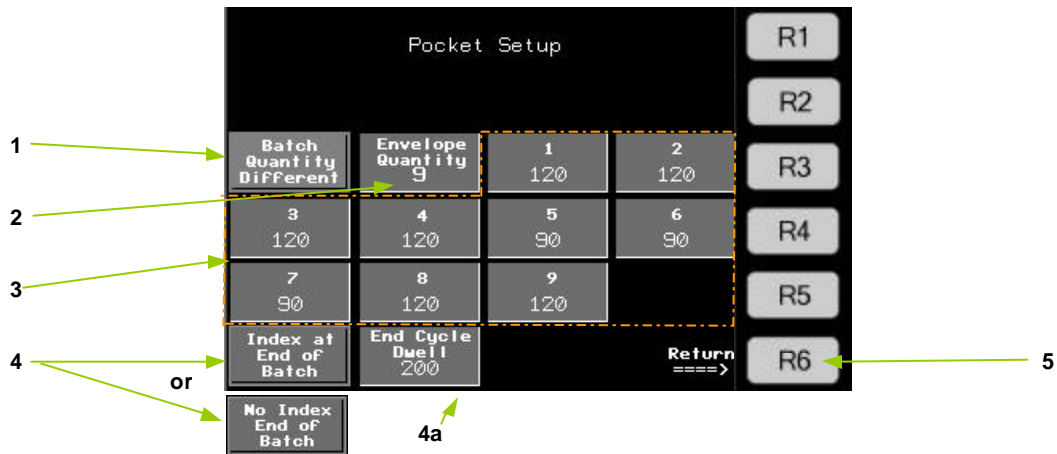 Pocket Setup
R1
R2
1
Batch
Quantity
Different
Envelope
Quantity
9
1
120
2
120
R3
2
3
120
4
120
5
90
6
90
R4
3
7
90
8
120
9
120
R5
4
Index at
End of
Batch
End Cycle
Dwell
200
Return
====>
R6
5
or
No Index
End of
Batch
4a